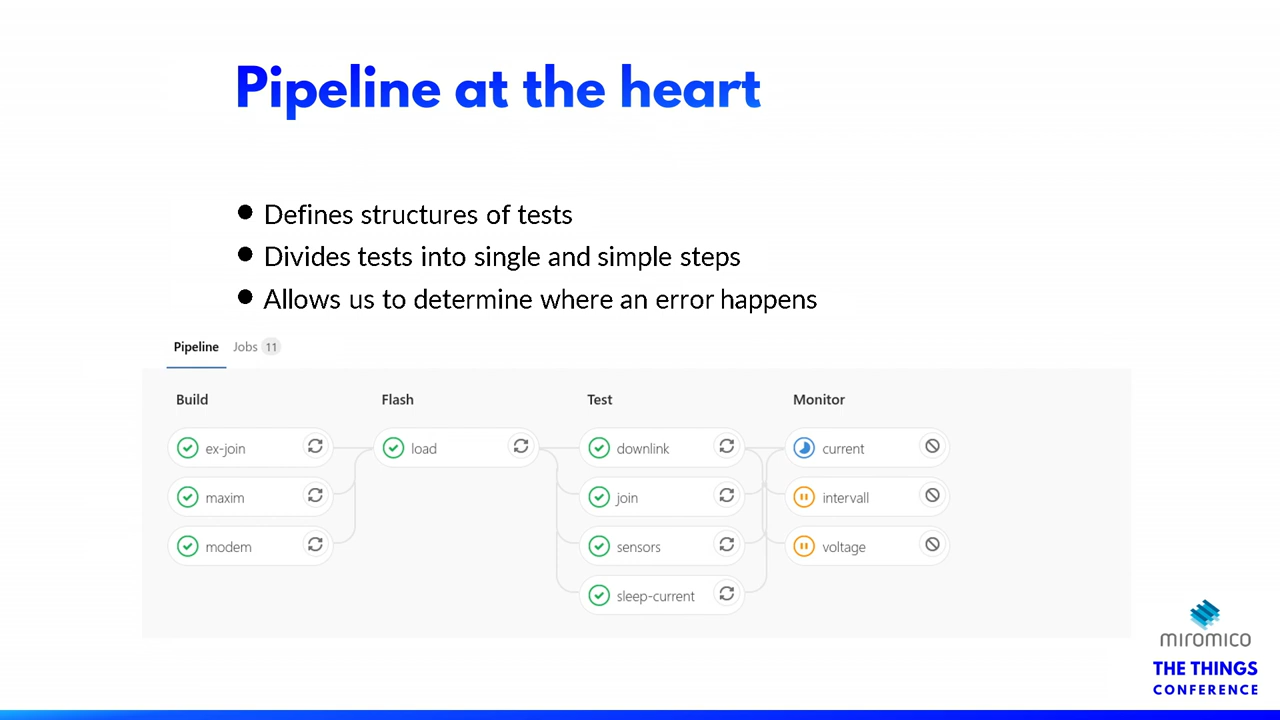 Pipeline at the heart
Defines structures of tests
Divides tests into single and simple steps
Allows us to determine where an error happens
Pipeline Jobs 11
Build Flash Test Monitor
ex-join load downlink current
maxim join intervall
modem sensors voltage
sleep-current
miromico
THE THINGS
CONFERENCE